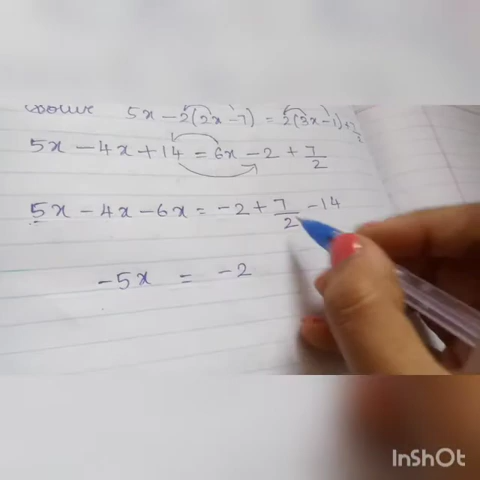 5x - 2(2x - 7) = 2(3x - 1) + 7/2
5x - 4x + 14 = 6x - 2 + 7/2
5x - 4x - 6x = -2 + 7/2 - 14
-5x = -2
InShOt